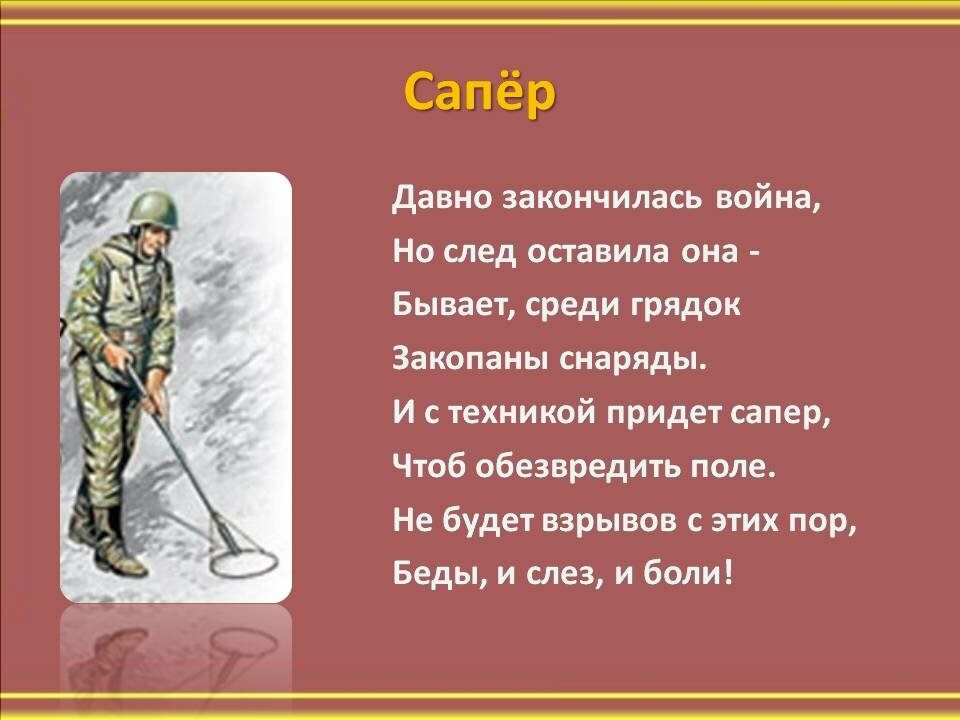 Сапёр
Давно закончилась война,
Но след оставила она -
Бывает, среди грядок
Закопаны снаряды.
И с техникой придет сапер,
Чтоб обезвредить поле.
Не будет взрывов с этих пор,
Беды, и слез, и боли!